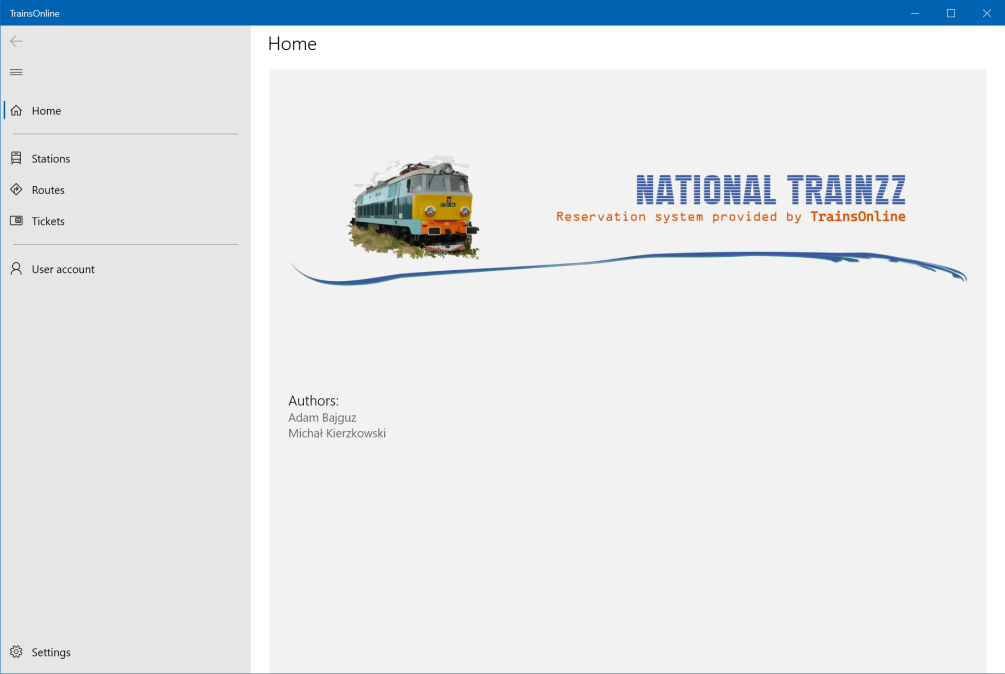 TrainsOnline
Home
Home
Stations
Routes
Tickets
User account
Settings
NATIONAL TRAINZZ
Reservation system provided by TrainsOnline
Authors:
Adam Bajguz
Michał Kierzkowski